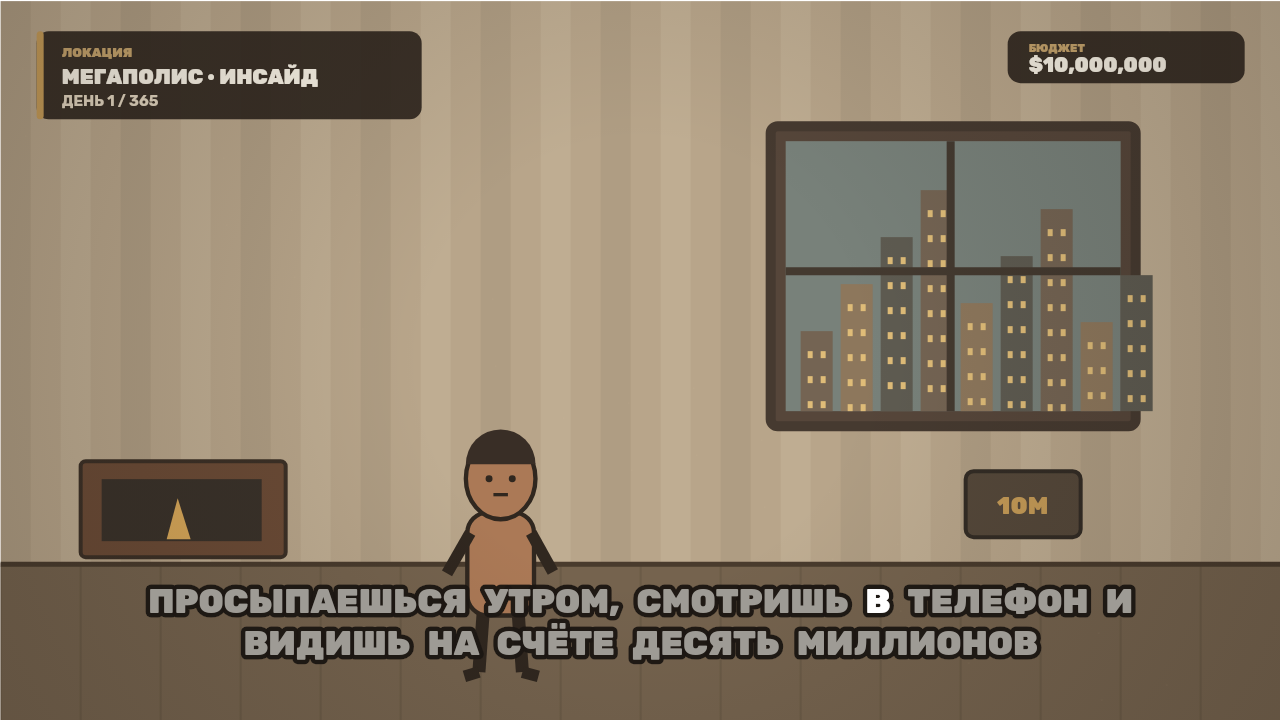 ЛОКАЦИЯ
МЕГАПОЛИС • ИНСАЙД
ДЕНЬ 1 / 365
БЮДЖЕТ
$10,000,000
10M
ПРОСЫПАЕШЬСЯ УТРОМ, СМОТРИШЬ В ТЕЛЕФОН И
ВИДИШЬ НА СЧЁТЕ ДЕСЯТЬ МИЛЛИОНОВ